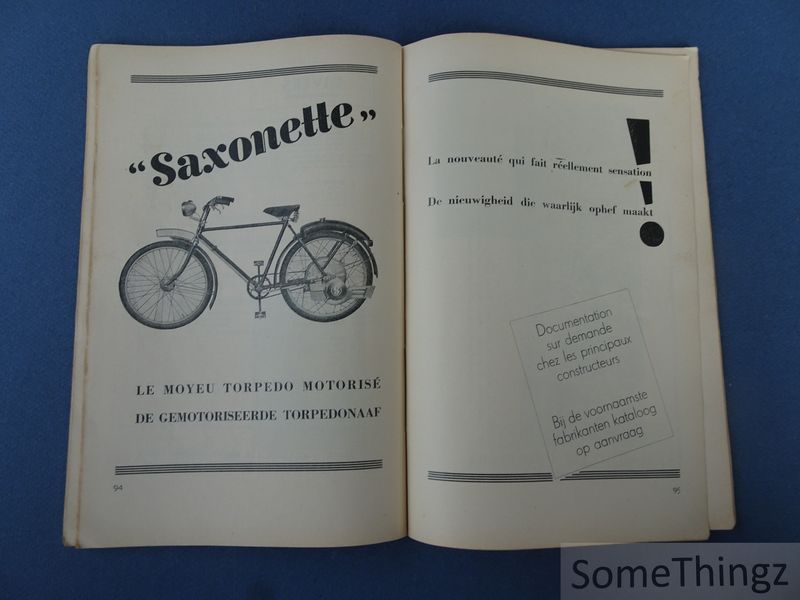 “Saxonette”
LE MOYEU TORPEDO MOTORISÉ
DE GEMOTORISEERDE TORPEDONAAF
94
La nouveauté qui fait réellement sensation
De nieuwigheid die waarlijk ophef maakt
!
Documentation
sur demande
chez les principaux
constructeurs
Bij de voornaamste
fabrikanten kataloog
op aanvraag
95
SomeThingz